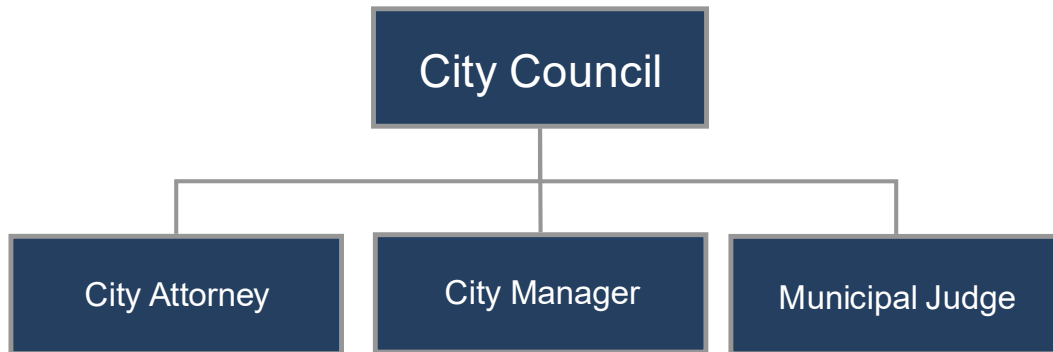 City Council
City Attorney
City Manager
Municipal Judge